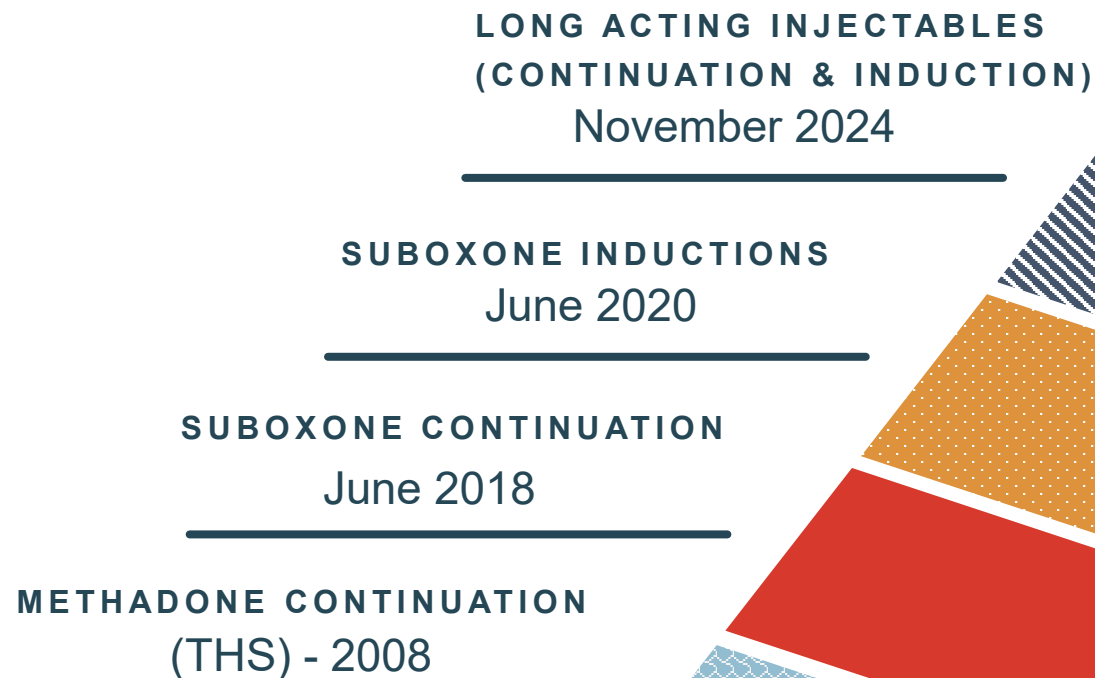 LONG ACTING INJECTABLES
(CONTINUATION & INDUCTION)
November 2024
SUBOXONE INDUCTIONS
June 2020
SUBOXONE CONTINUATION
June 2018
METHADONE CONTINUATION
(THS) - 2008